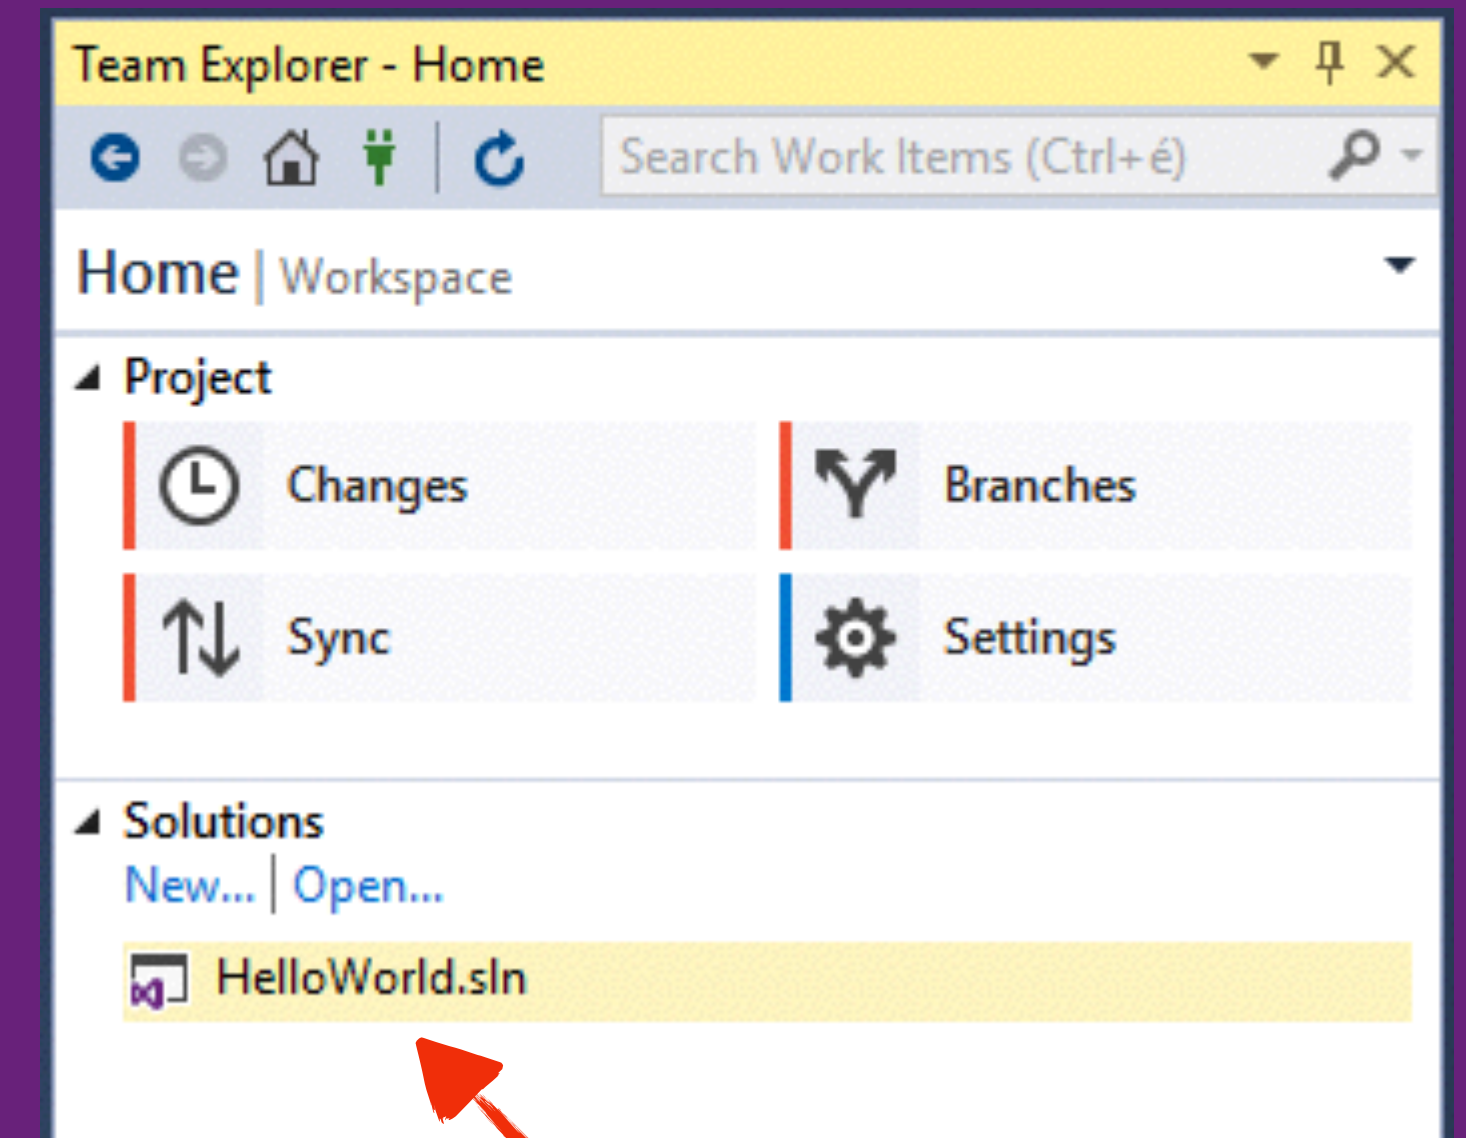 Team Explorer - Home
Search Work Items (Ctrl+é)
Home | Workspace
Project
Changes
Branches
Sync
Settings
Solutions
New... | Open...
HelloWorld.sln